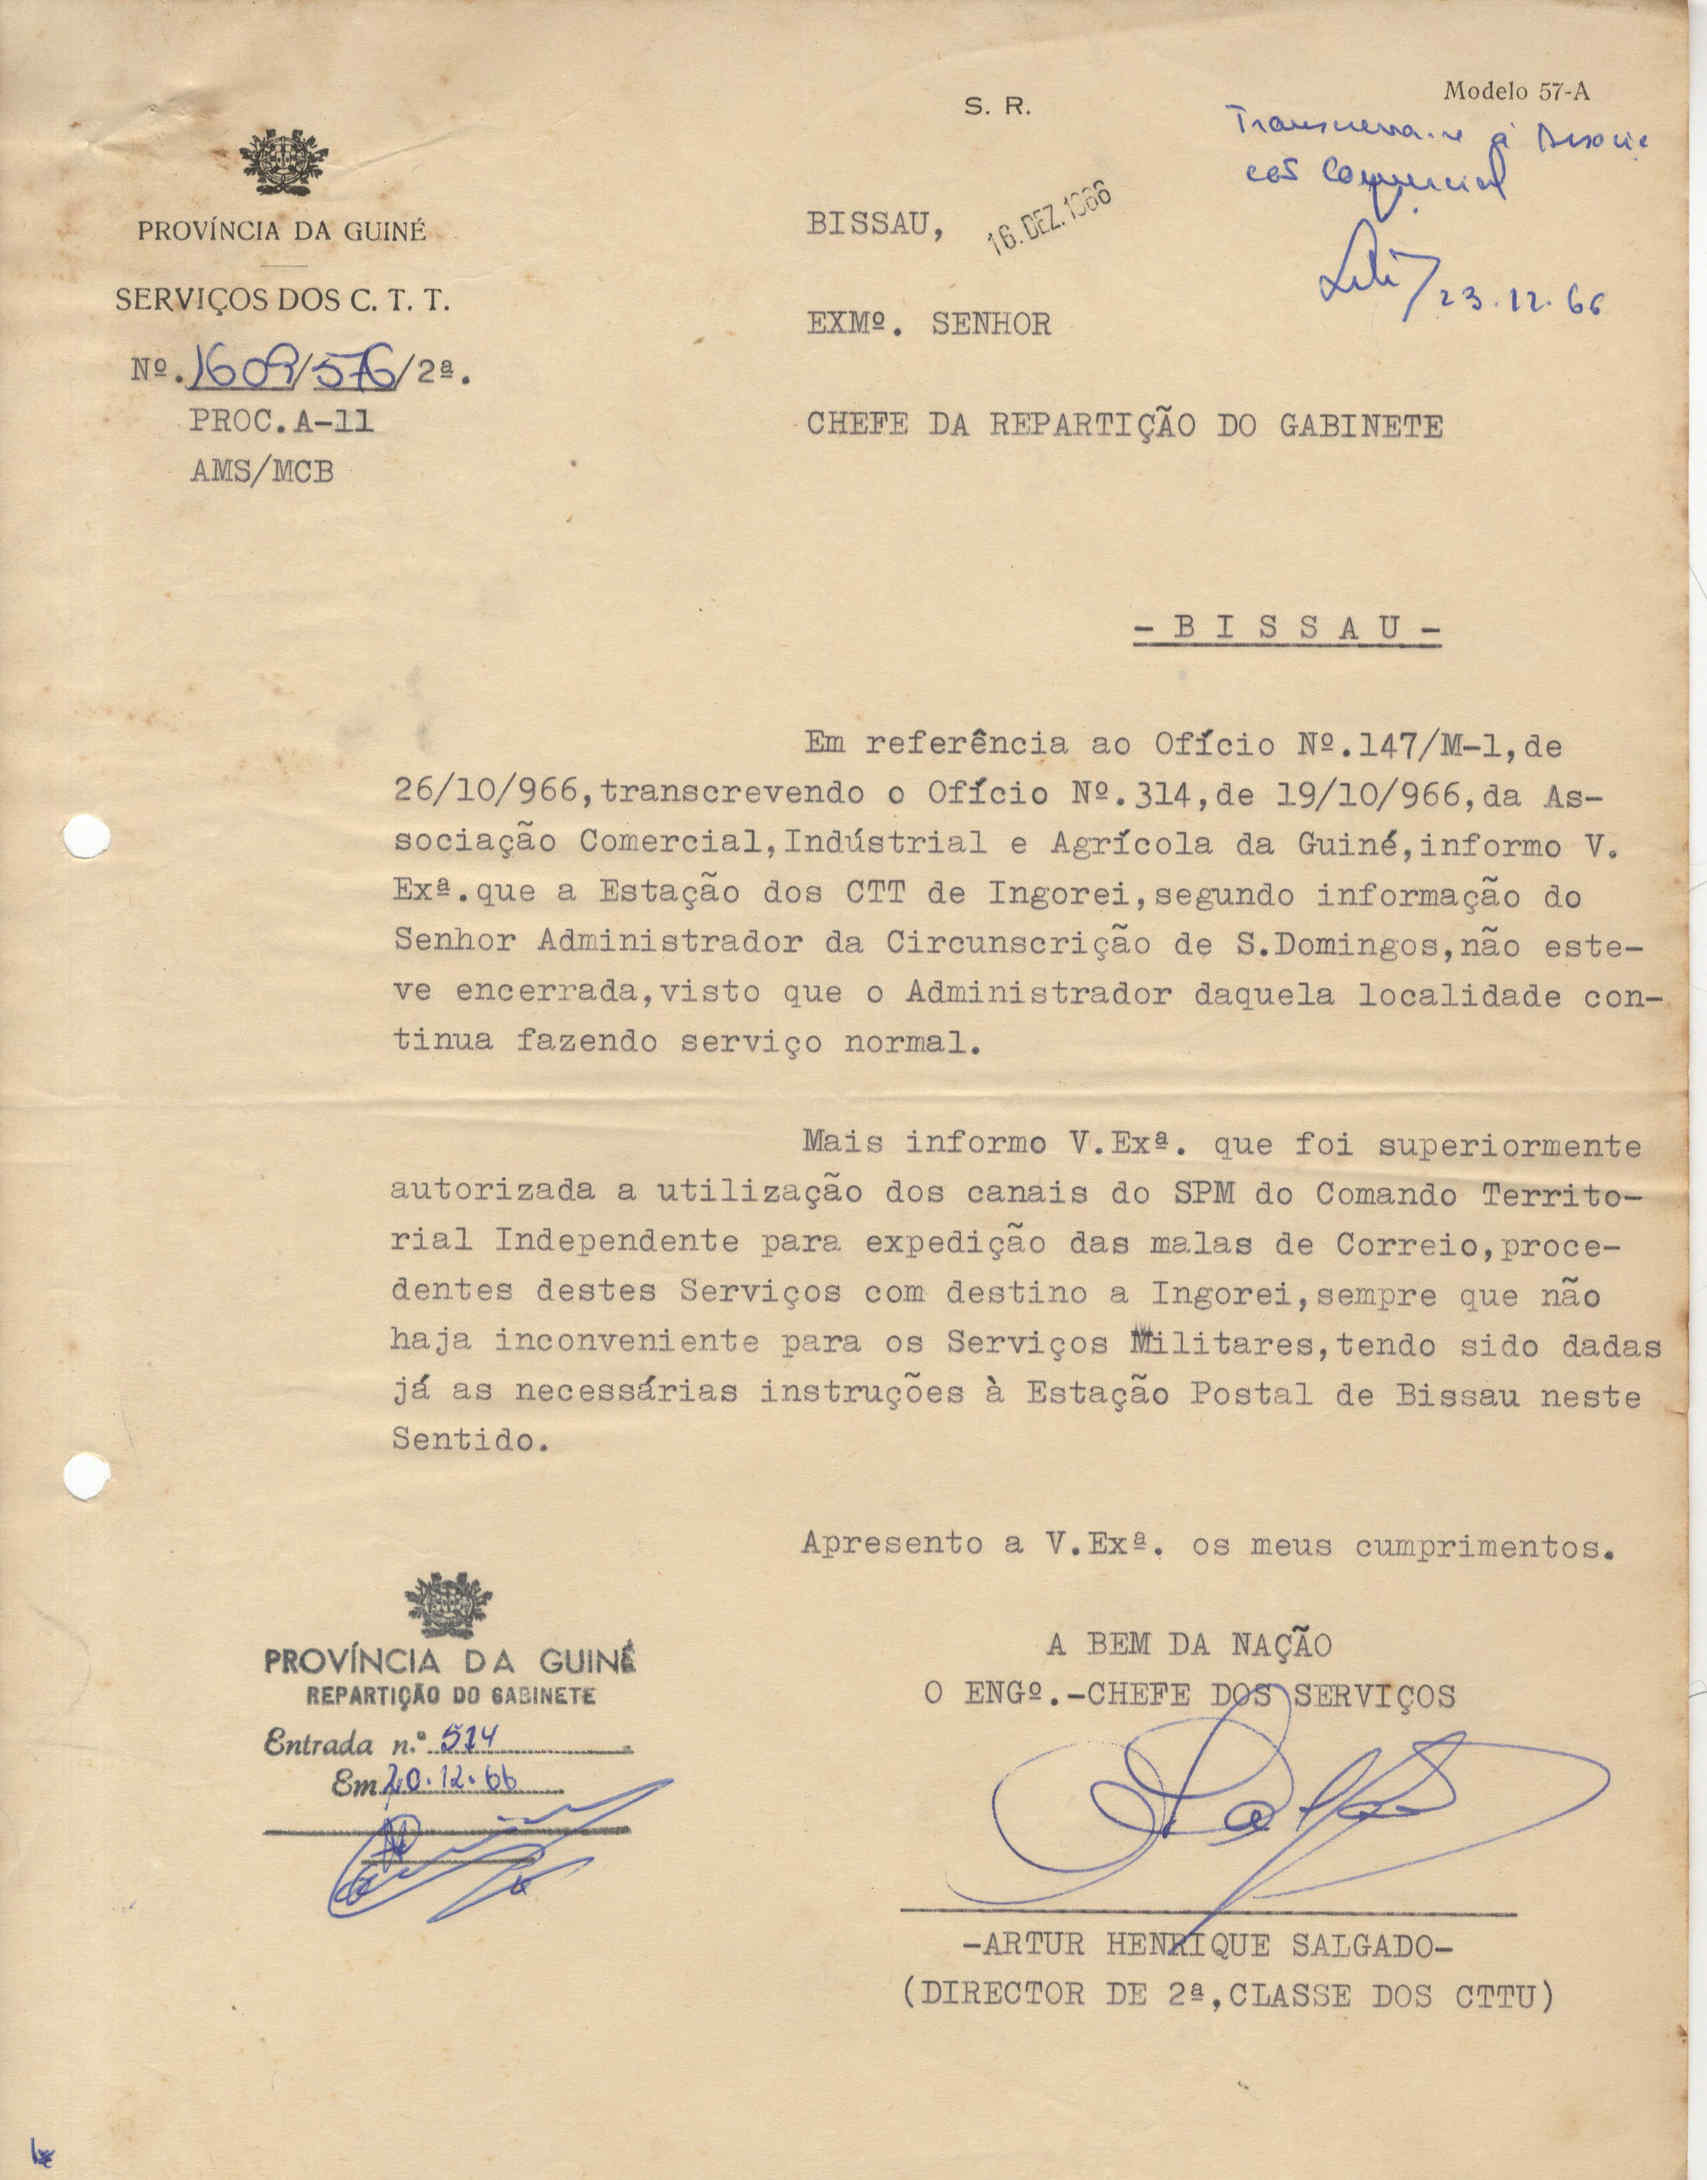 Modelo 57-A
S. R.
à
Comercial
23.12.66
PROVÍNCIA DA GUINÉ
SERVIÇOS DOS C. T. T.
Nº.1609/576/2ª.
PROC.A-11
AMS/MCB
BISSAU, 16.DEZ.1966
EXMº. SENHOR
CHEFE DA REPARTIÇÃO DO GABINETE
- B I S S A U -
Em referência ao Ofício Nº.147/M-1,de
26/10/966,transcrevendo o Ofício Nº.314,de 19/10/966,da As-
sociação Comercial,Indústrial e Agrícola da Guiné,informo V.
Exª.que a Estação dos CTT de Ingorei,segundo informação do
Senhor Administrador da Circunscrição de S.Domingos,não este-
ve encerrada,visto que o Administrador daquela localidade con-
tinua fazendo serviço normal.
Mais informo V.Exª. que foi superiormente
autorizada a utilização dos canais do SPM do Comando Territo-
rial Independente para expedição das malas de Correio,proce-
dentes destes Serviços com destino a Ingorei,sempre que não
haja inconveniente para os Serviços Militares,tendo sido dadas
já as necessárias instruções à Estação Postal de Bissau neste
Sentido.
Apresento a V.Exª. os meus cumprimentos.
A BEM DA NAÇÃO
O ENGº.-CHEFE DOS SERVIÇOS
-ARTUR HENRIQUE SALGADO-
(DIRECTOR DE 2ª,CLASSE DOS CTTU)
PROVÍNCIA DA GUINÉ
REPARTIÇÃO DO GABINETE
Entrada n.º 514
Em 20.12.66